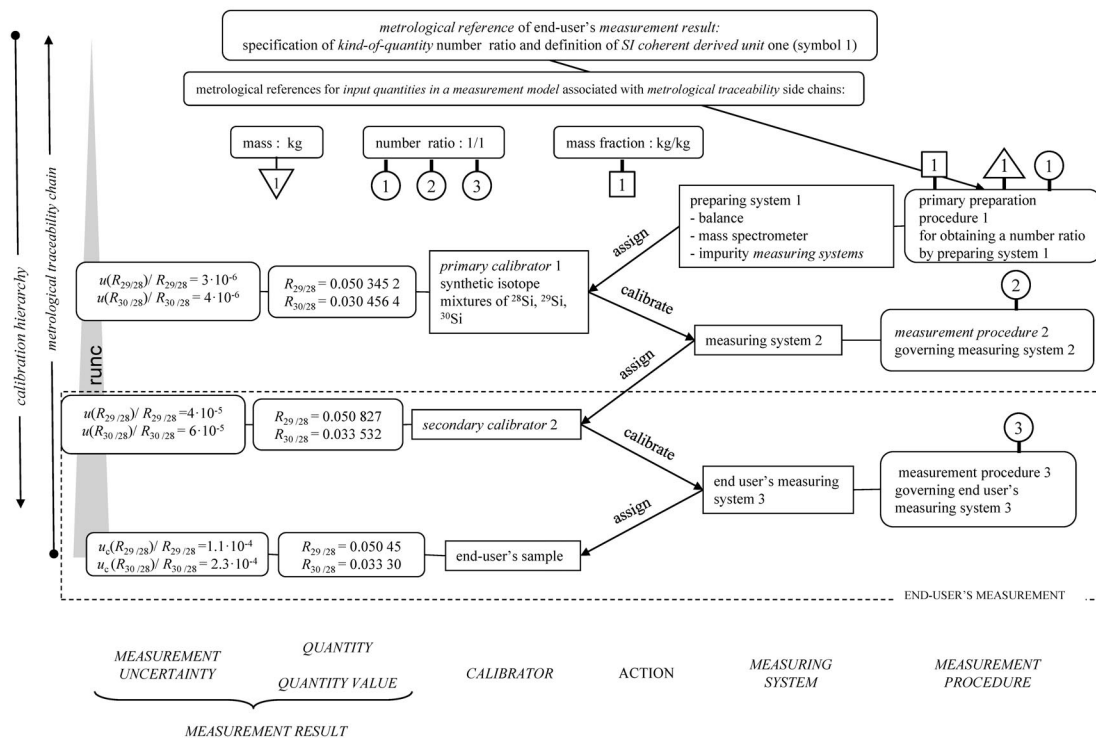 metrological reference of end-user's measurement result:
specification of kind-of-quantity number ratio and definition of SI coherent derived unit one (symbol 1)
metrological references for input quantities in a measurement model associated with metrological traceability side chains:
mass : kg
1
number ratio : 1/1
1
2
3
mass fraction : kg/kg
1
1
1
1
calibration hierarchy
metrological traceability chain
runc
preparing system 1
- balance
- mass spectrometer
- impurity measuring systems
primary preparation
procedure 1
for obtaining a number ratio
by preparing system 1
assign
u(R29/28)/ R29/28 = 3·10-6
u(R30/28)/ R30/28 = 4·10-6
R29/28 = 0.050 345 2
R30/28 = 0.030 456 4
primary calibrator 1
synthetic isotope
mixtures of 28Si, 29Si,
30Si
calibrate
2
measuring system 2
measurement procedure 2
governing measuring system 2
assign
u(R29/28)/ R29/28 =4·10-5
u(R30/28)/ R30/28 = 6·10-5
R29/28 = 0.050 827
R30/28 = 0.033 532
secondary calibrator 2
calibrate
3
end user's measuring
system 3
measurement procedure 3
governing end user's
measuring system 3
assign
uc(R29/28)/ R29/28 =1.1·10-4
uc(R30/28)/ R30/28 = 2.3·10-4
R29/28 = 0.050 45
R30/28 = 0.033 30
end-user's sample
END-USER'S MEASUREMENT
MEASUREMENT
UNCERTAINTY
QUANTITY
QUANTITY VALUE
CALIBRATOR
ACTION
MEASURING
SYSTEM
MEASUREMENT
PROCEDURE
MEASUREMENT RESULT